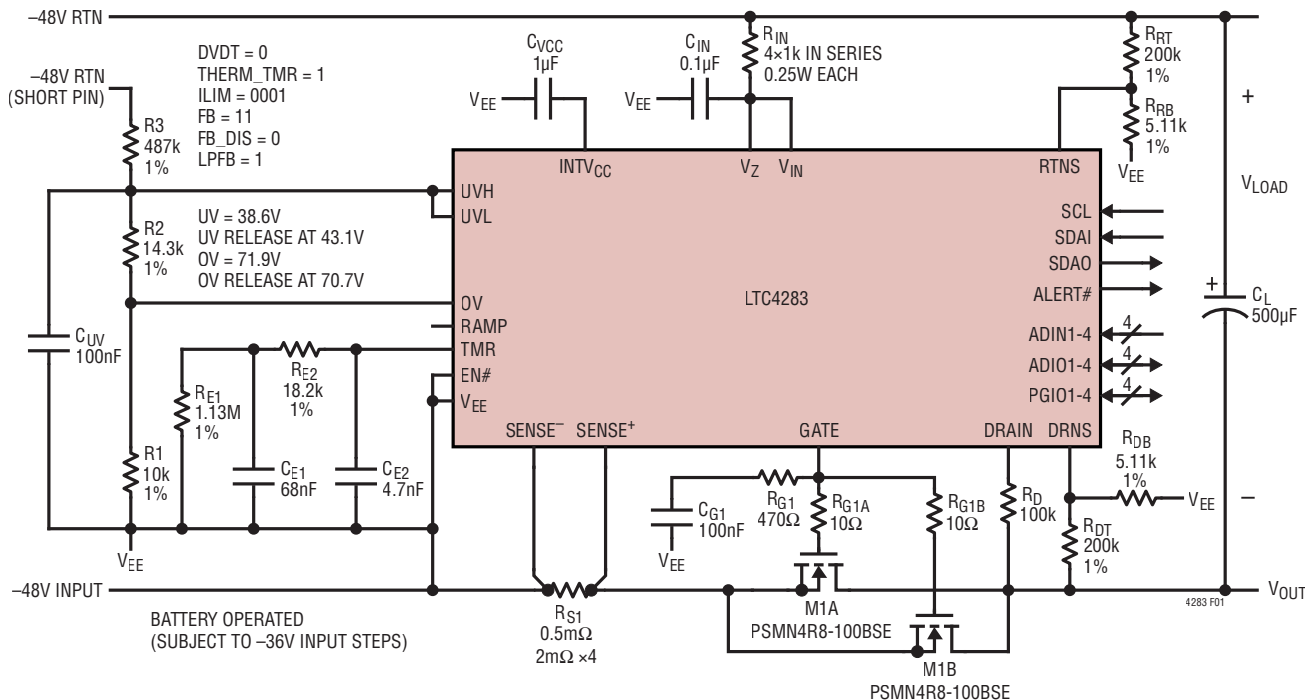 –48V RTN
–48V RTN
(SHORT PIN)
DVDT = 0
THERM_TMR = 1
ILIM = 0001
FB = 11
FB_DIS = 0
LPFB = 1
R3
487k
1%
R2
14.3k
1%
UV = 38.6V
UV RELEASE AT 43.1V
OV = 71.9V
OV RELEASE AT 70.7V
CUV
100nF
R1
10k
1%
VEE
RE1
1.13M
1%
RE2
18.2k
1%
CE1
68nF
CE2
4.7nF
CVCC
1µF
VEE
CIN
0.1µF
VEE
RIN
4×1k IN SERIES
0.25W EACH
RRT
200k
1%
RRB
5.11k
1%
VEE
INTVCC
VZ
VIN
RTNS
UVH
UVL
OV
RAMP
TMR
EN#
VEE
LTC4283
SCL
SDAI
SDAO
ALERT#
ADIN1-4
4
ADIO1-4
4
PGIO1-4
4
SENSE–
SENSE+
GATE
DRAIN
DRNS
+
VLOAD
–
+
CL
500µF
RDB
5.11k
1%
VEE
RDT
200k
1%
RD
100k
RG1
470Ω
CG1
100nF
VEE
RG1A
10Ω
RG1B
10Ω
–48V INPUT
BATTERY OPERATED
(SUBJECT TO –36V INPUT STEPS)
RS1
0.5mΩ
2mΩ ×4
M1A
PSMN4R8-100BSE
M1B
PSMN4R8-100BSE
VOUT
4283 F01